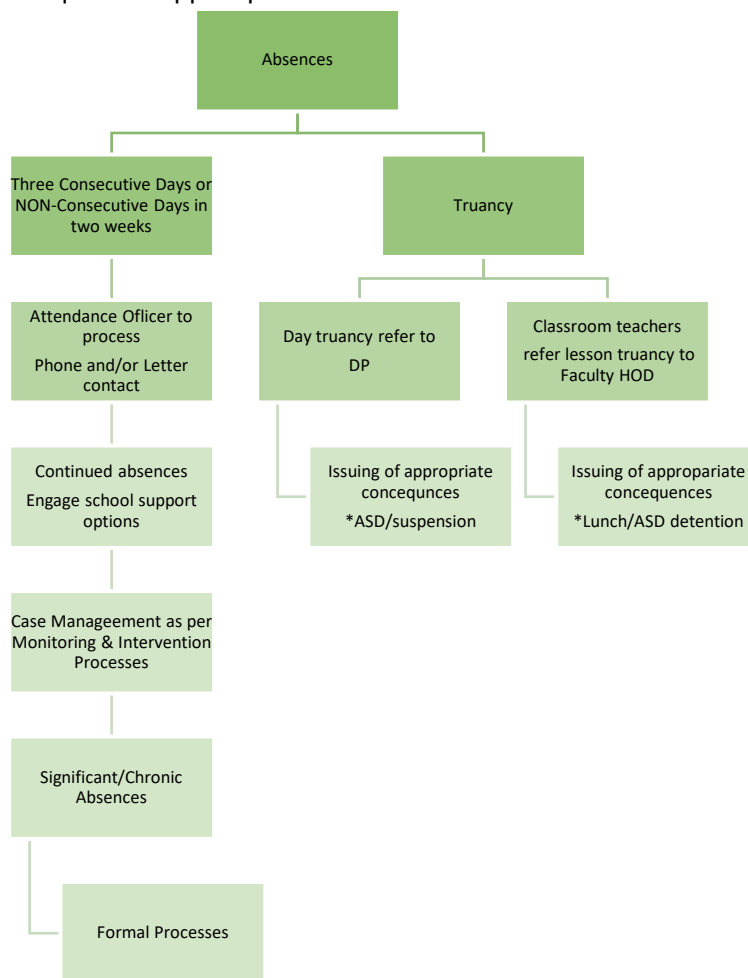 Absences
Three Consecutive Days or
NON-Consecutive Days in
two weeks
Truancy
Attendance Oflicer to
process
Phone and/or Letter
contact
Day truancy refer to
DP
Classroom teachers
refer lesson truancy to
Faculty HOD
Continued absences
Engage school support
options
Issuing of appropriate
concequnces
*ASD/suspension
Issuing of appropariate
concequences
*Lunch/ASD detention
Case Manageement as per
Monitoring & Intervention
Processes
Significant/Chronic
Absences
Formal Processes